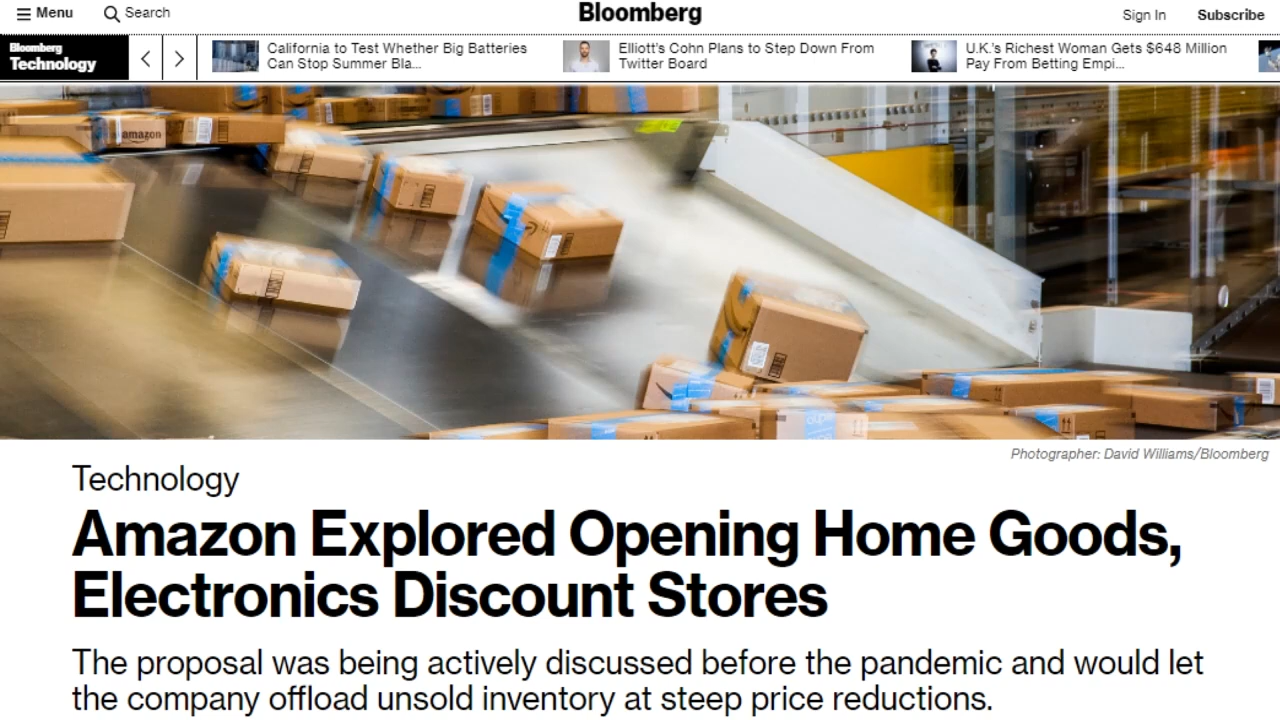 Menu
Search
Bloomberg
Sign In
Subscribe
Bloomberg
Technology
California to Test Whether Big Batteries
Can Stop Summer Bla...
Elliott's Cohn Plans to Step Down From
Twitter Board
U.K.'s Richest Woman Gets $648 Million
Pay From Betting Empi...
amazon
Photographer: David Williams/Bloomberg
Technology
Amazon Explored Opening Home Goods,
Electronics Discount Stores
The proposal was being actively discussed before the pandemic and would let
the company offload unsold inventory at steep price reductions.